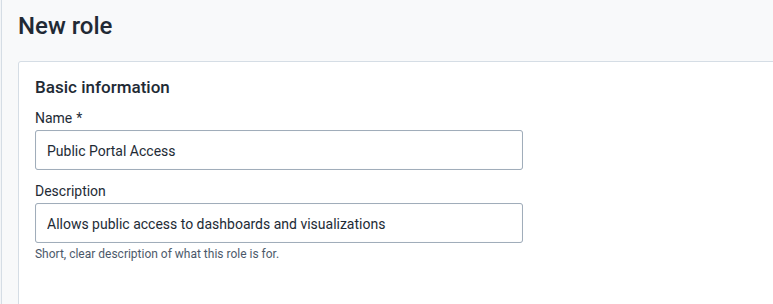 New role
Basic information
Name *
Public Portal Access
Description
Allows public access to dashboards and visualizations
Short, clear description of what this role is for.